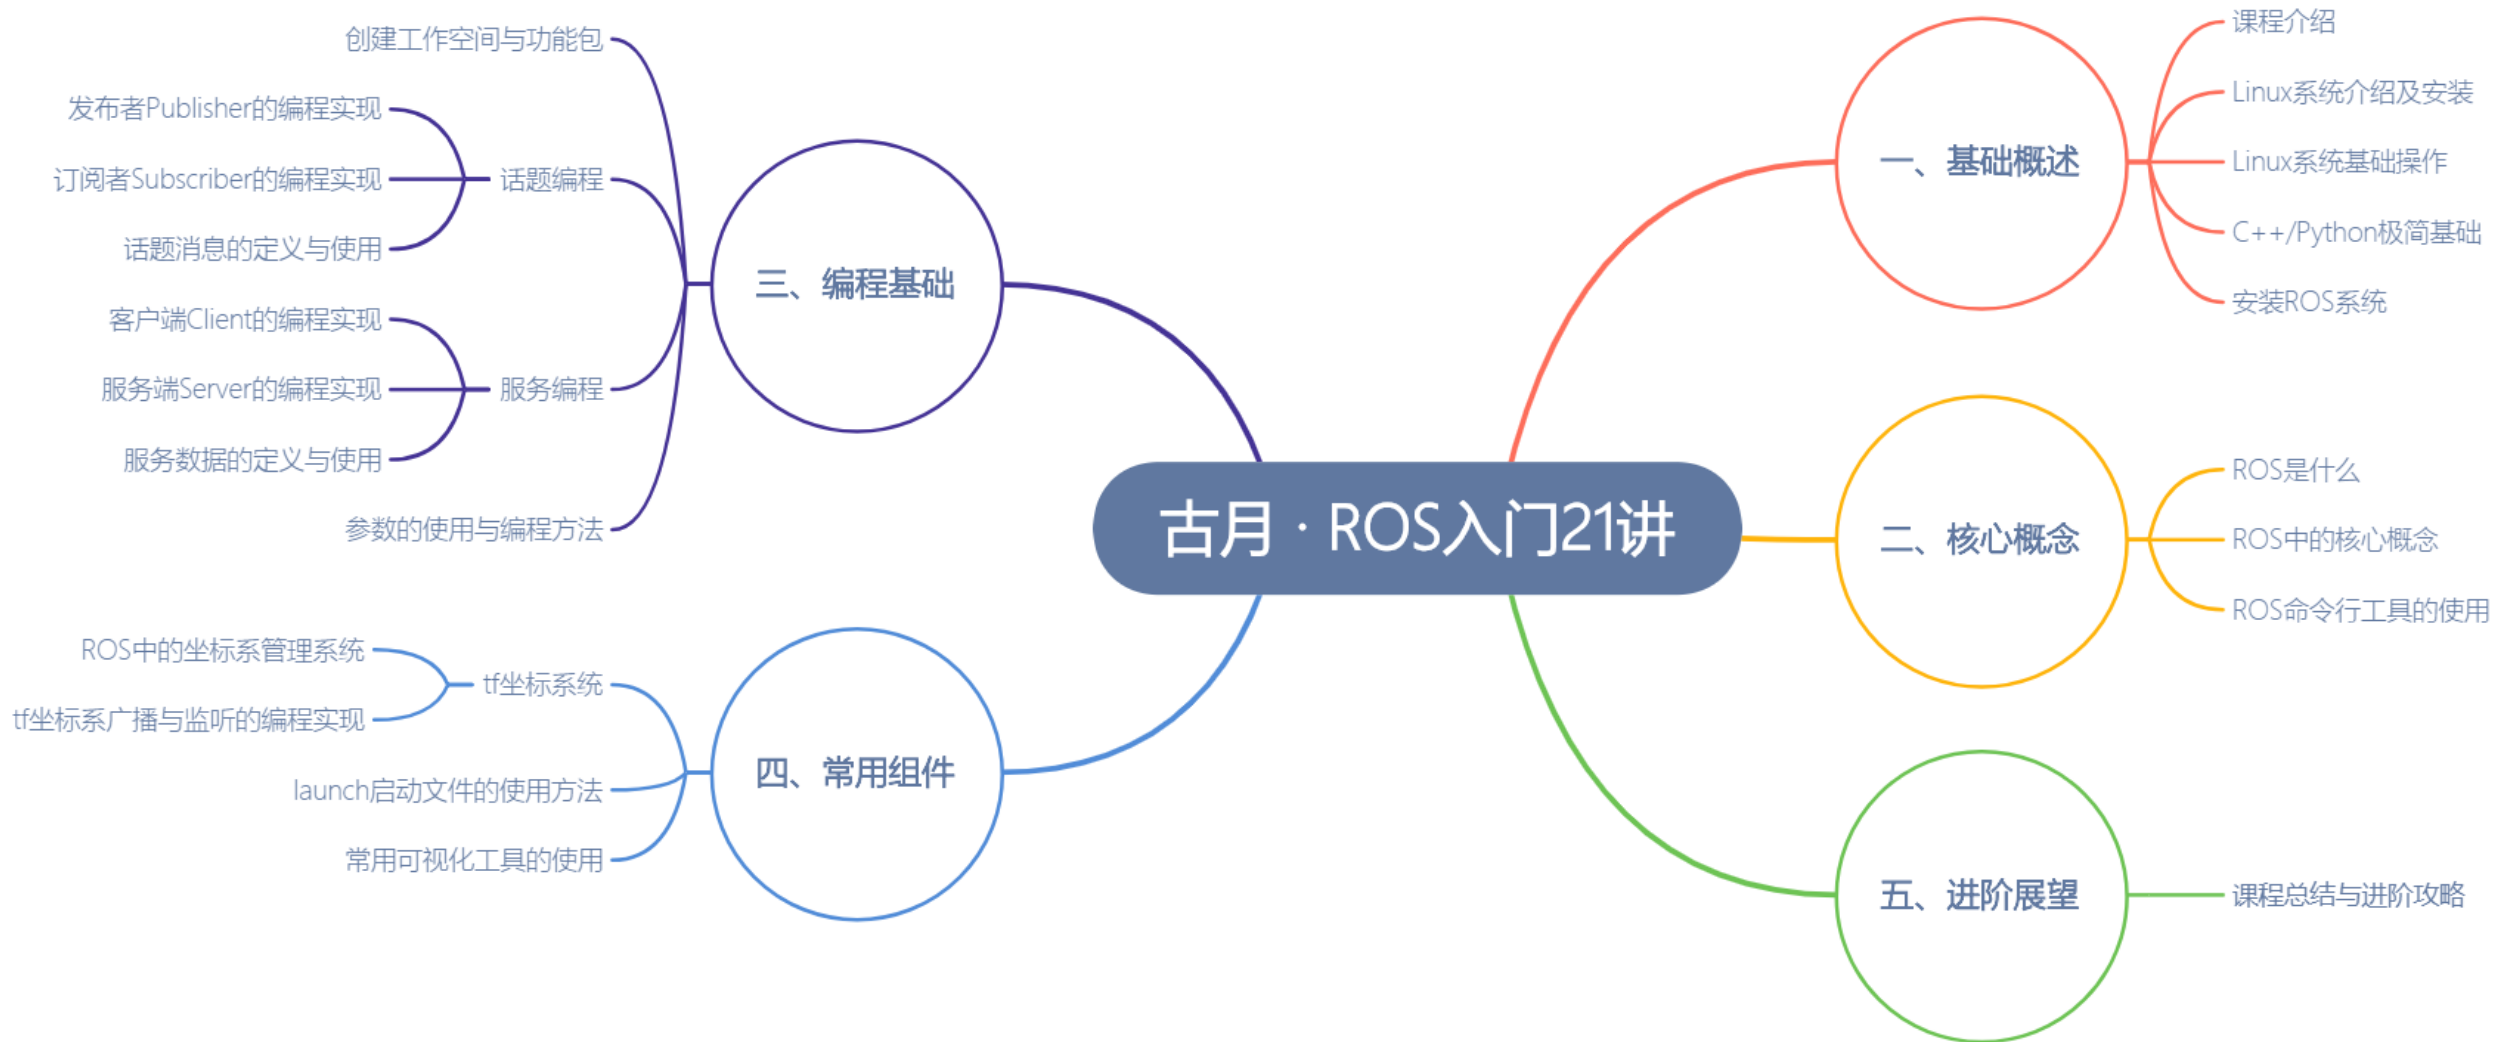 古月 · ROS入门21讲
一、基础概述
课程介绍
Linux系统介绍及安装
Linux系统基础操作
C++/Python极简基础
安装ROS系统
二、核心概念
ROS是什么
ROS中的核心概念
ROS命令行工具的使用
三、编程基础
创建工作空间与功能包
话题编程
发布者Publisher的编程实现
订阅者Subscriber的编程实现
话题消息的定义与使用
服务编程
客户端Client的编程实现
服务端Server的编程实现
服务数据的定义与使用
参数的使用与编程方法
四、常用组件
tf坐标系统
ROS中的坐标系管理系统
tf坐标系广播与监听的编程实现
launch启动文件的使用方法
常用可视化工具的使用
五、进阶展望
课程总结与进阶攻略